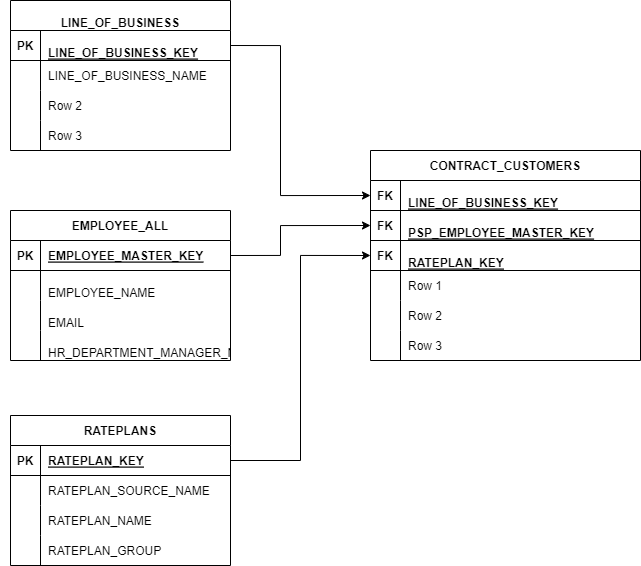 LINE_OF_BUSINESS
PK LINE_OF_BUSINESS_KEY
LINE_OF_BUSINESS_NAME
Row 2
Row 3
EMPLOYEE_ALL
PK EMPLOYEE_MASTER_KEY
EMPLOYEE_NAME
EMAIL
HR_DEPARTMENT_MANAGER_
RATEPLANS
PK RATEPLAN_KEY
RATEPLAN_SOURCE_NAME
RATEPLAN_NAME
RATEPLAN_GROUP
CONTRACT_CUSTOMERS
FK LINE_OF_BUSINESS_KEY
FK PSP_EMPLOYEE_MASTER_KEY
FK RATEPLAN_KEY
Row 1
Row 2
Row 3